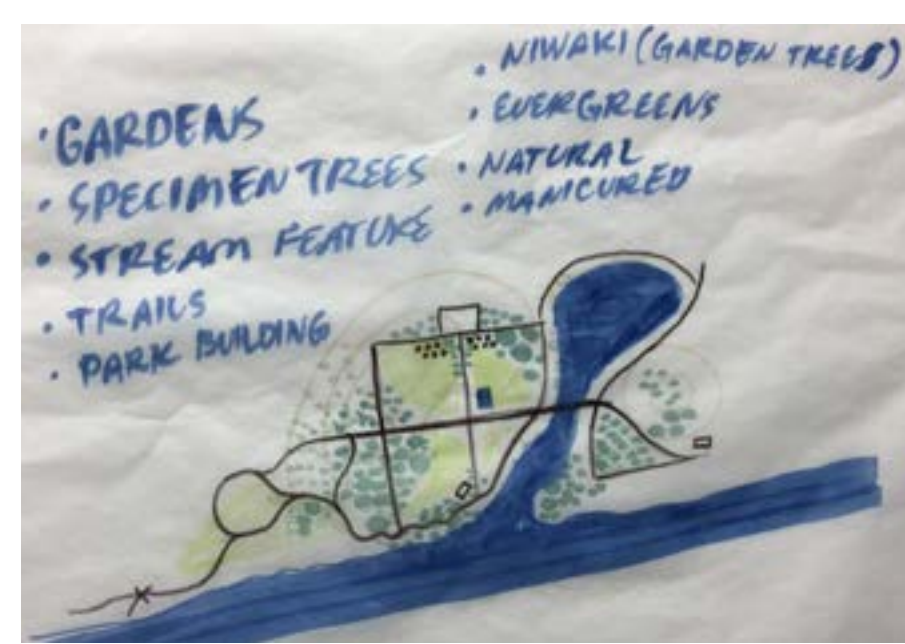 • GARDENS
• SPECIMEN TREES
• STREAM FEATURE
• TRAILS
• PARK BUILDING
• NIWAKI (GARDEN TREES)
• EVERGREENS
• NATURAL
• MANICURED